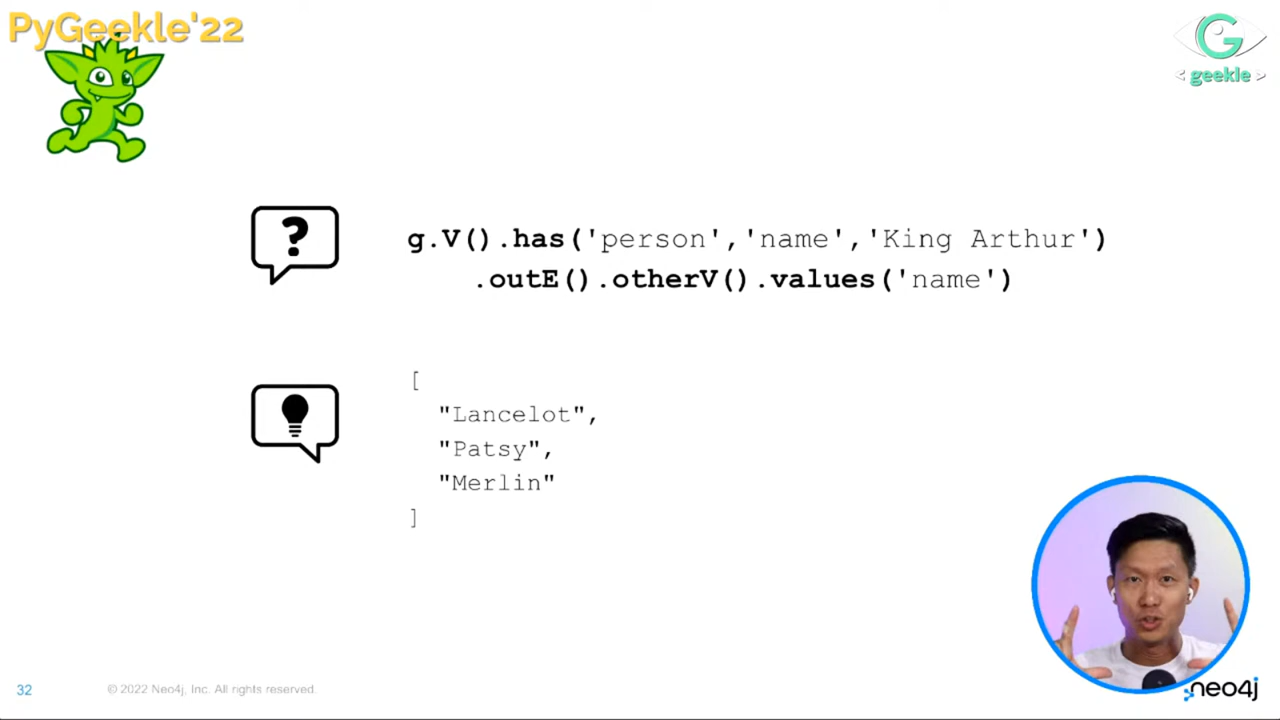 PyGeekle'22
G
< geekle >
?
g.V().has('person','name','King Arthur')
.outE().otherV().values('name')
[
"Lancelot",
"Patsy",
"Merlin"
]
32
© 2022 Neo4j, Inc. All rights reserved.
neo4j